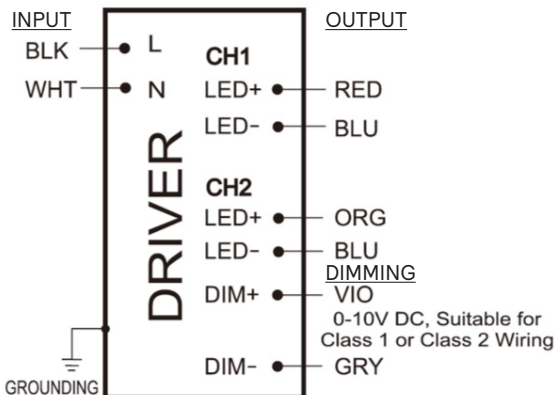 INPUT
OUTPUT
BLK L
WHT N
CH1
LED+ RED
LED- BLU
DRIVER
CH2
LED+ ORG
LED- BLU
DIMMING
DIM+ VIO
0-10V DC, Suitable for
Class 1 or Class 2 Wiring
DIM- GRY
GROUNDING